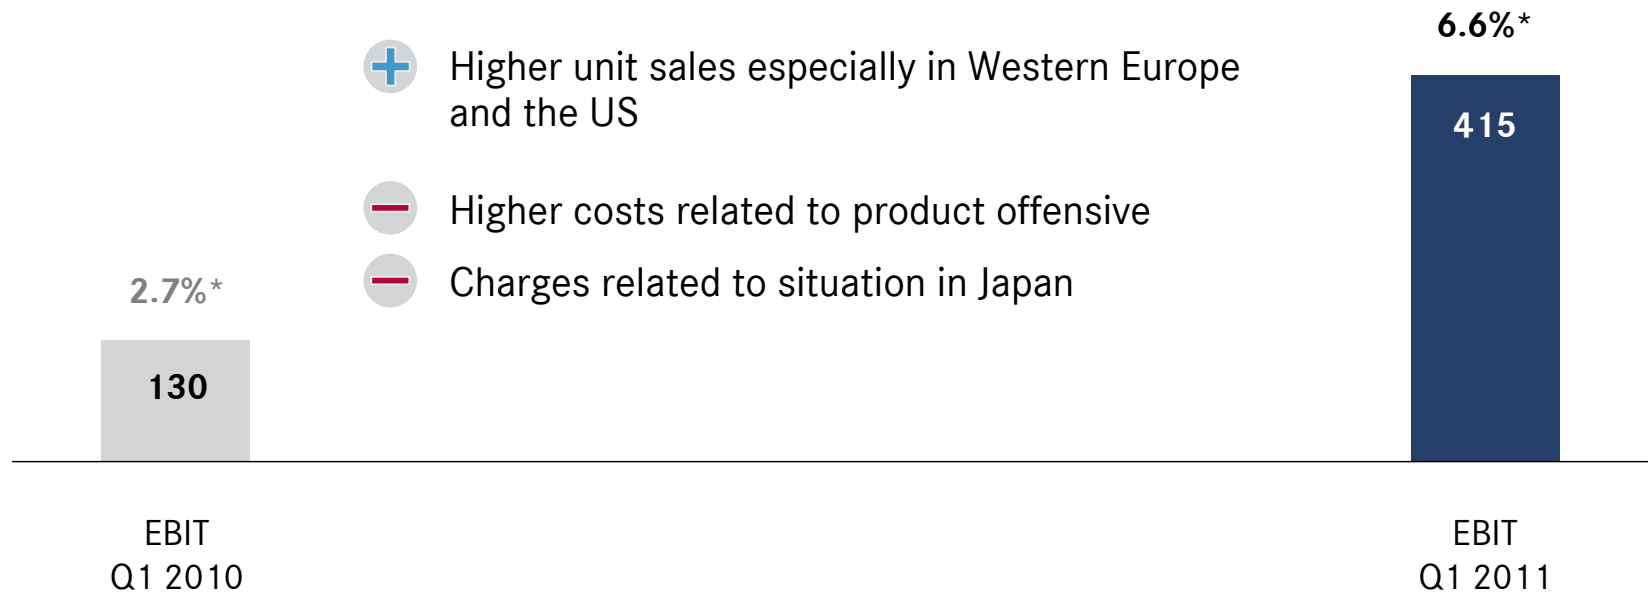 6.6%*
Higher unit sales especially in Western Europe
and the US
415
Higher costs related to product offensive
Charges related to situation in Japan
2.7%*
130
EBIT
Q1 2010
EBIT
Q1 2011